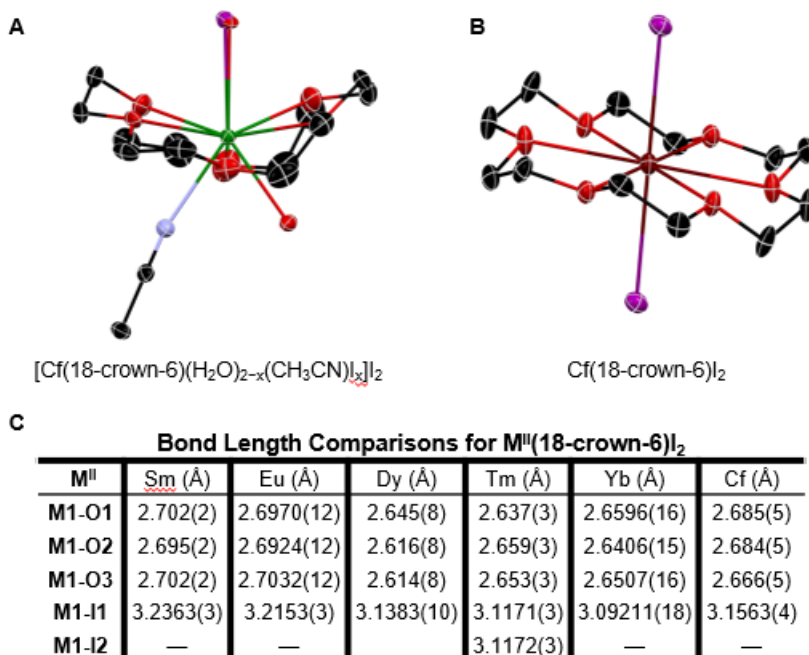 A
B
[Cf(18-crown-6)(H₂O)₂₋ₓ(CH₃CN)Iₓ]I₂
Cf(18-crown-6)I₂
C
Bond Length Comparisons for Mᴵᴵ(18-crown-6)I₂
Mᴵᴵ Sm (Å) Eu (Å) Dy (Å) Tm (Å) Yb (Å) Cf (Å)
M1-O1 2.702(2) 2.6970(12) 2.645(8) 2.637(3) 2.6596(16) 2.685(5)
M1-O2 2.695(2) 2.6924(12) 2.616(8) 2.659(3) 2.6406(15) 2.684(5)
M1-O3 2.702(2) 2.7032(12) 2.614(8) 2.653(3) 2.6507(16) 2.666(5)
M1-I1 3.2363(3) 3.2153(3) 3.1383(10) 3.1171(3) 3.09211(18) 3.1563(4)
M1-I2 — — 3.1172(3) — —